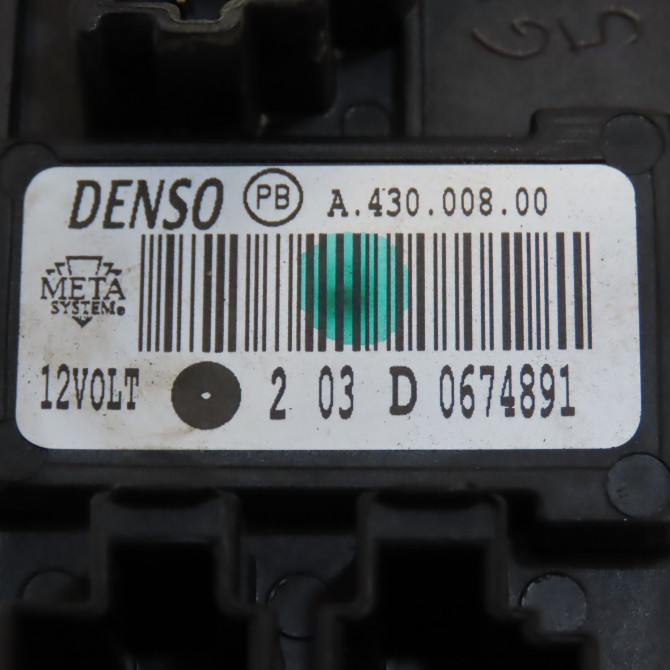 DENSO PB A.430.008.00
META
SYSTEM®
12VOLT 2 03 D 0674891